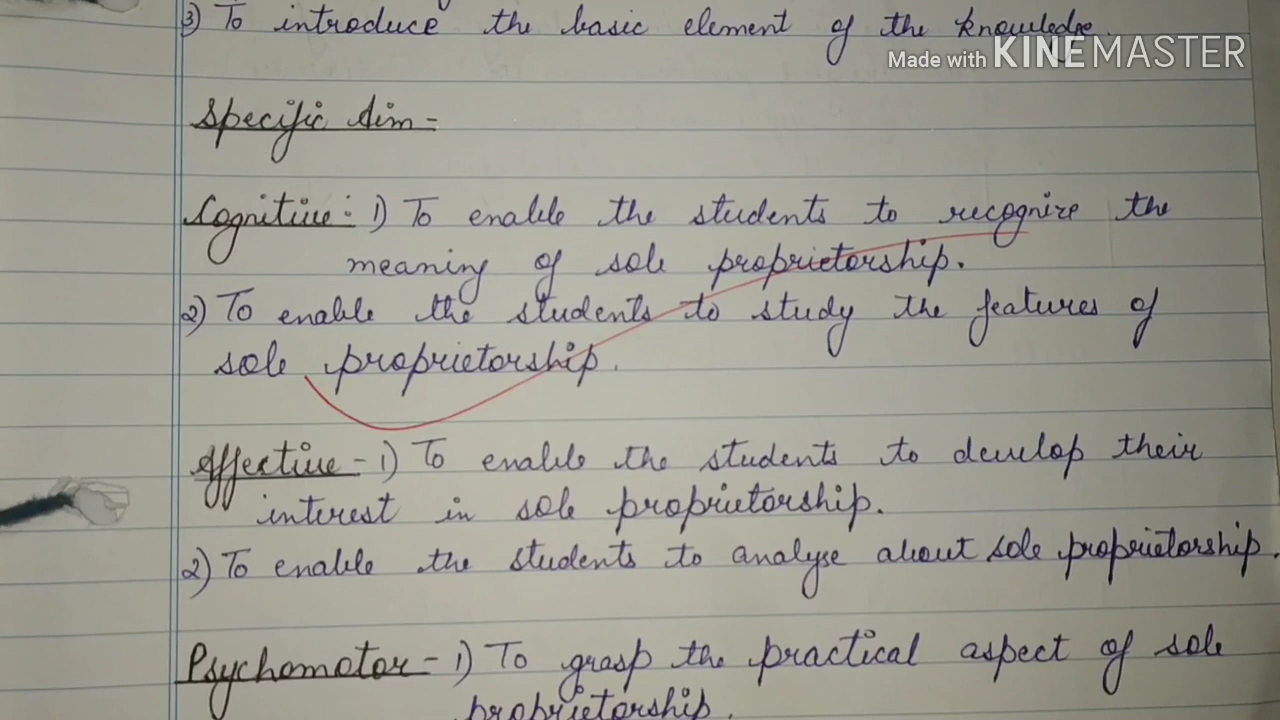 3) To introduce the basic element of the knowledge.
Made with KINEMASTER
Specific Aim -
Cognitive :- 1) To enable the students to recognize the
meaning of sole proprietorship.
2) To enable the students to study the features of
sole proprietorship.
Affective - 1) To enable the students to develop their
interest in sole proprietorship.
2) To enable the students to analyse about sole proprietorship.
Psychomotor - 1) To grasp the practical aspect of sole
proprietorship.